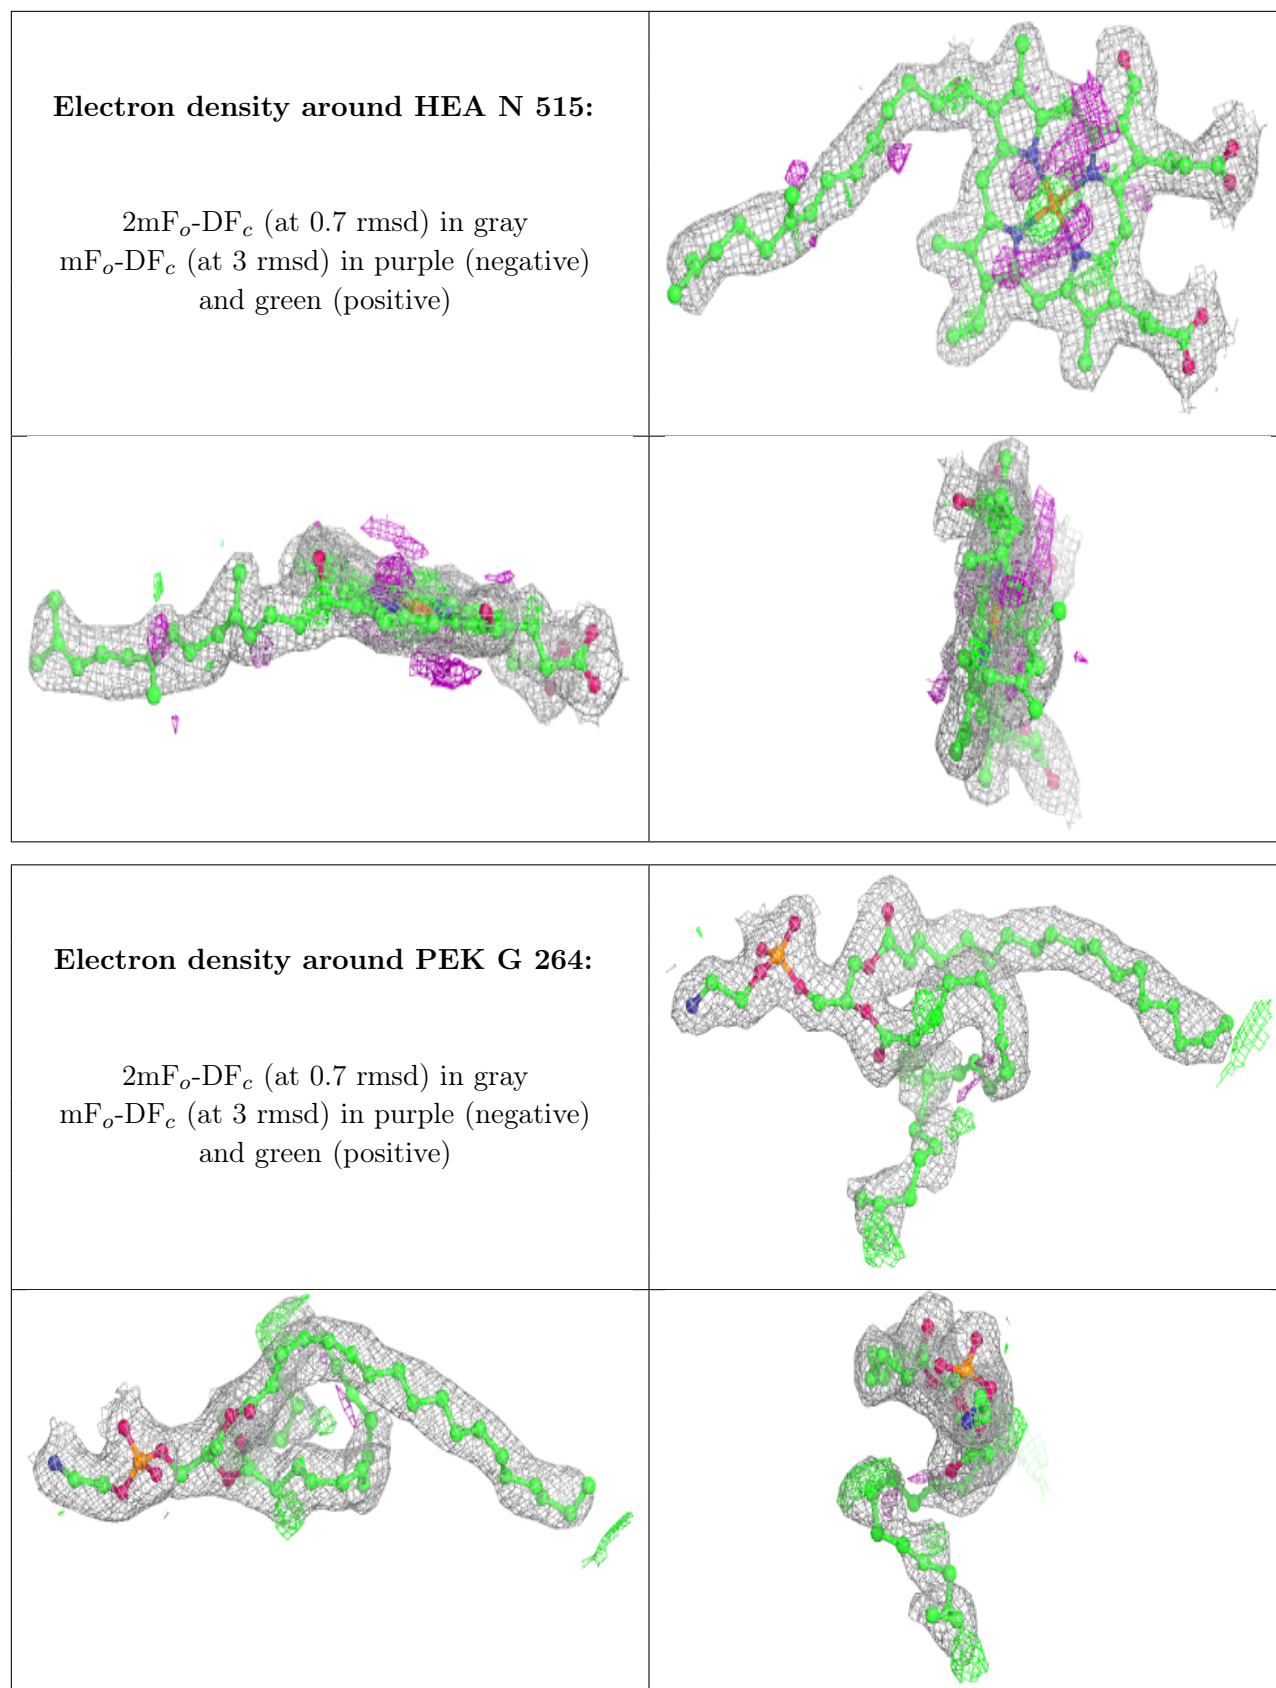 Electron density around HEA N 515:
2mFo-DFc (at 0.7 rmsd) in gray
mFo-DFc (at 3 rmsd) in purple (negative)
and green (positive)
Electron density around PEK G 264:
2mFo-DFc (at 0.7 rmsd) in gray
mFo-DFc (at 3 rmsd) in purple (negative)
and green (positive)